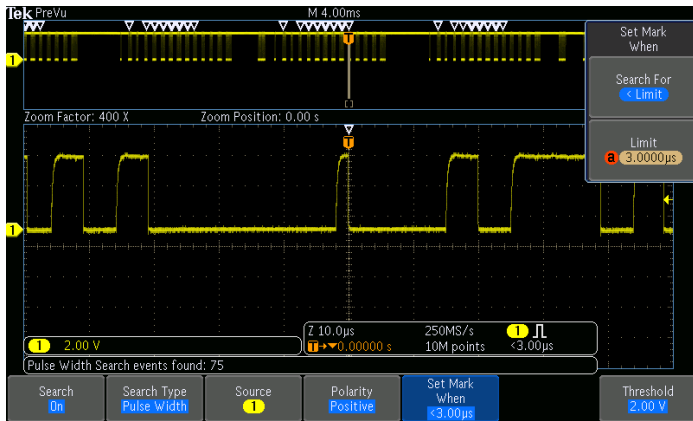 Tek PreVu
M 4.00ms
Set Mark
When
T
1
Search For
< Limit
Zoom Factor: 400 X
Zoom Position: 0.00 s
Limit
a 3.0000µs
T
1
1 2.00 V
Z 10.0µs
250MS/s
1
T→▼0.00000 s
10M points
<3.00µs
Pulse Width Search events found: 75
Search
On
Search Type
Pulse Width
Source
1
Polarity
Positive
Set Mark
When
<3.00µs
Threshold
2.00 V